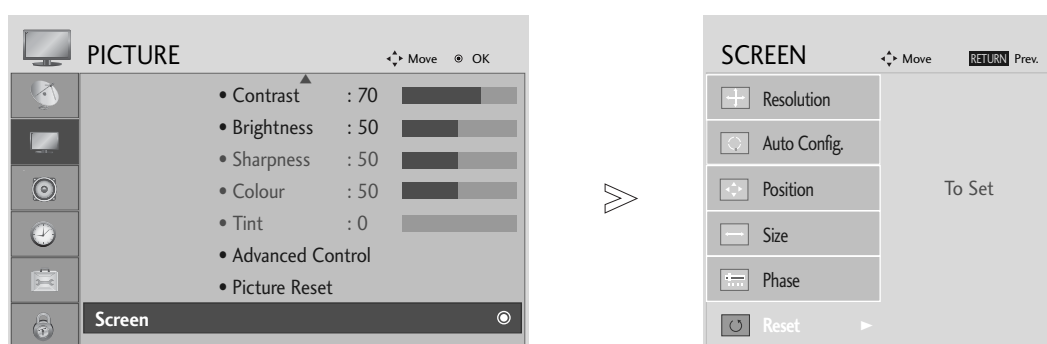 PICTURE Move OK
• Contrast : 70
• Brightness : 50
• Sharpness : 50
• Colour : 50
• Tint : 0
• Advanced Control
• Picture Reset
Screen
SCREEN Move RETURN Prev.
Resolution
Auto Config.
Position
Size
Phase
Reset
To Set